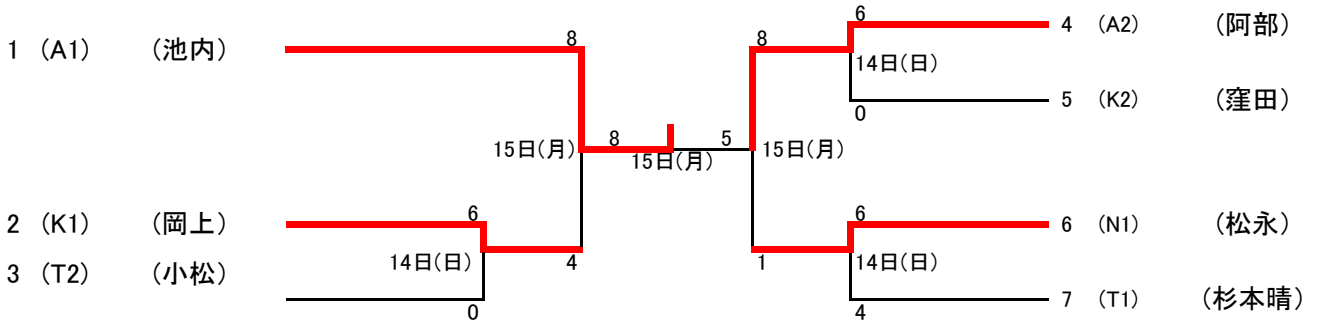 1 (A1) (池内)
8
8
6
4 (A2) (阿部)
14日(日)
5 (K2) (窪田)
0
15日(月)
8
15日(月)
5
15日(月)
2 (K1) (岡上)
6
6
6 (N1) (松永)
3 (T2) (小松)
14日(日)
4
1
14日(日)
0
4
7 (T1) (杉本晴)